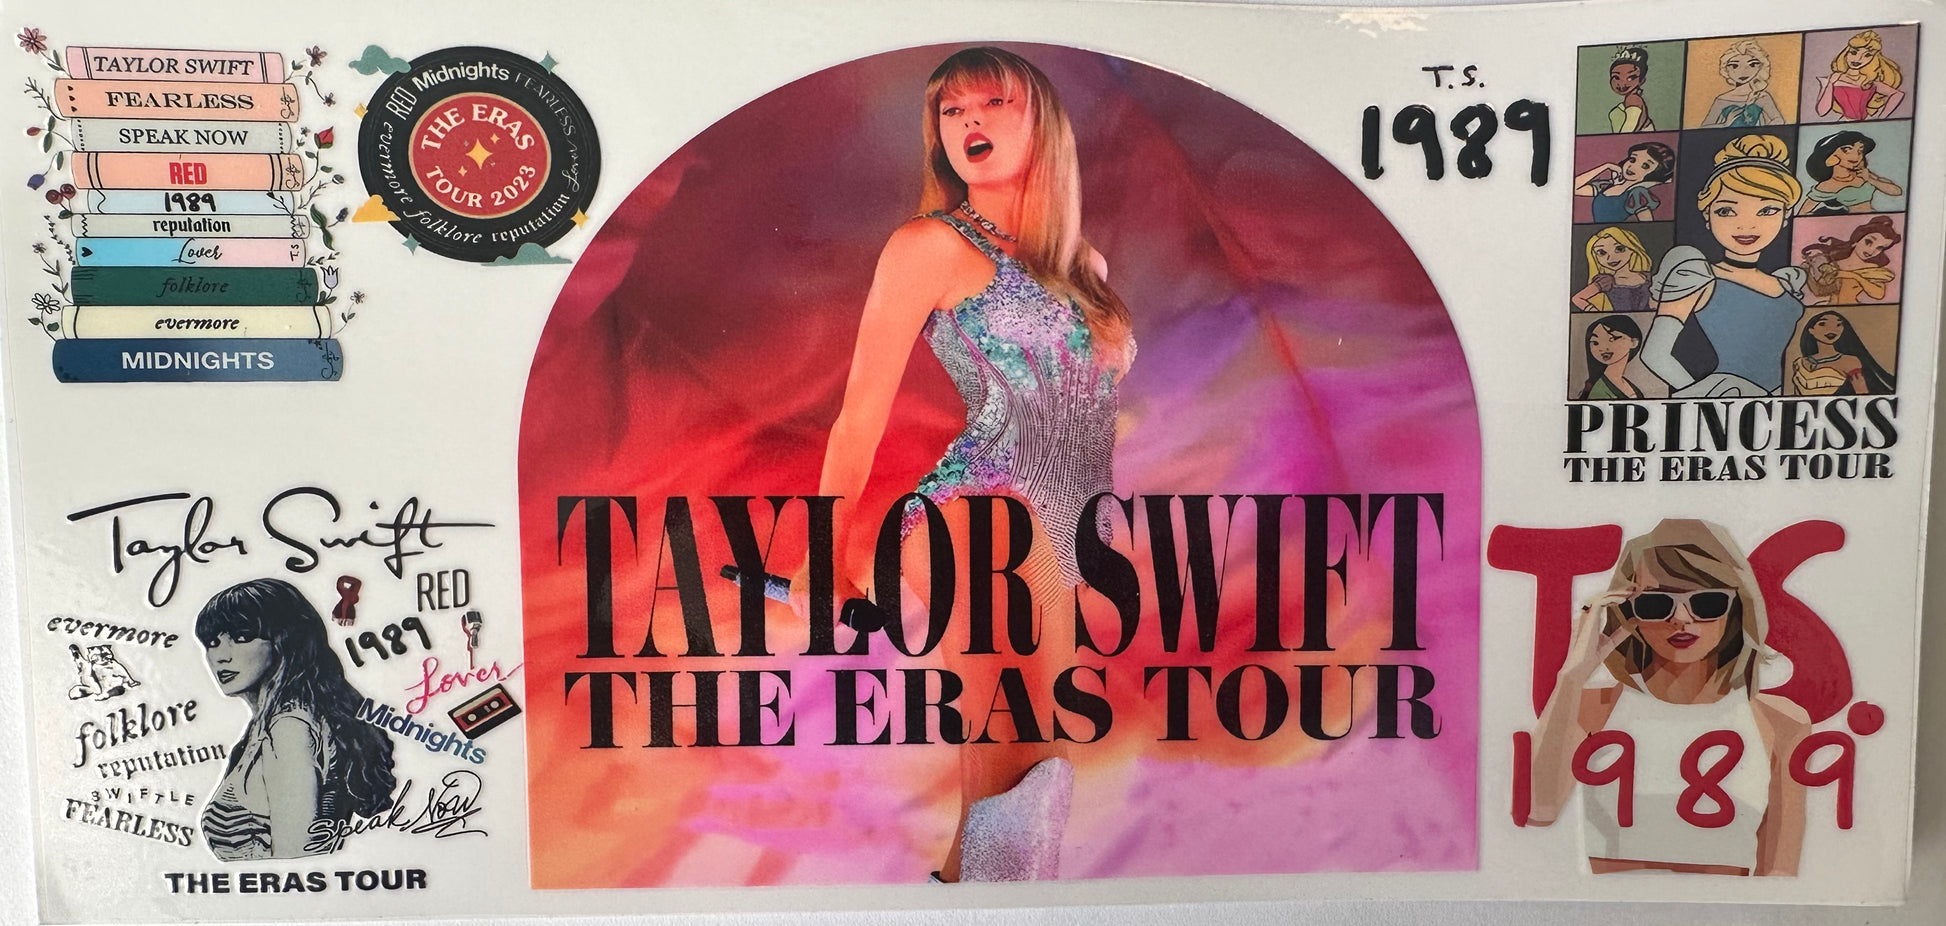 TAYLOR SWIFT
FEARLESS
SPEAK NOW
RED
1989
reputation
Lover
T S
folklore
evermore
MIDNIGHTS
RED Midnights FEARLESS Lover reputation folklore evermore
THE ERAS
TOUR 2023
TAYLOR SWIFT
THE ERAS TOUR
T.S.
1989
PRINCESS
THE ERAS TOUR
Taylor Swift
RED
evermore
1989
Lover
folklore
Midnights
reputation
SWIFTLE
FEARLESS
Speak Now
THE ERAS TOUR
T.S.
1989